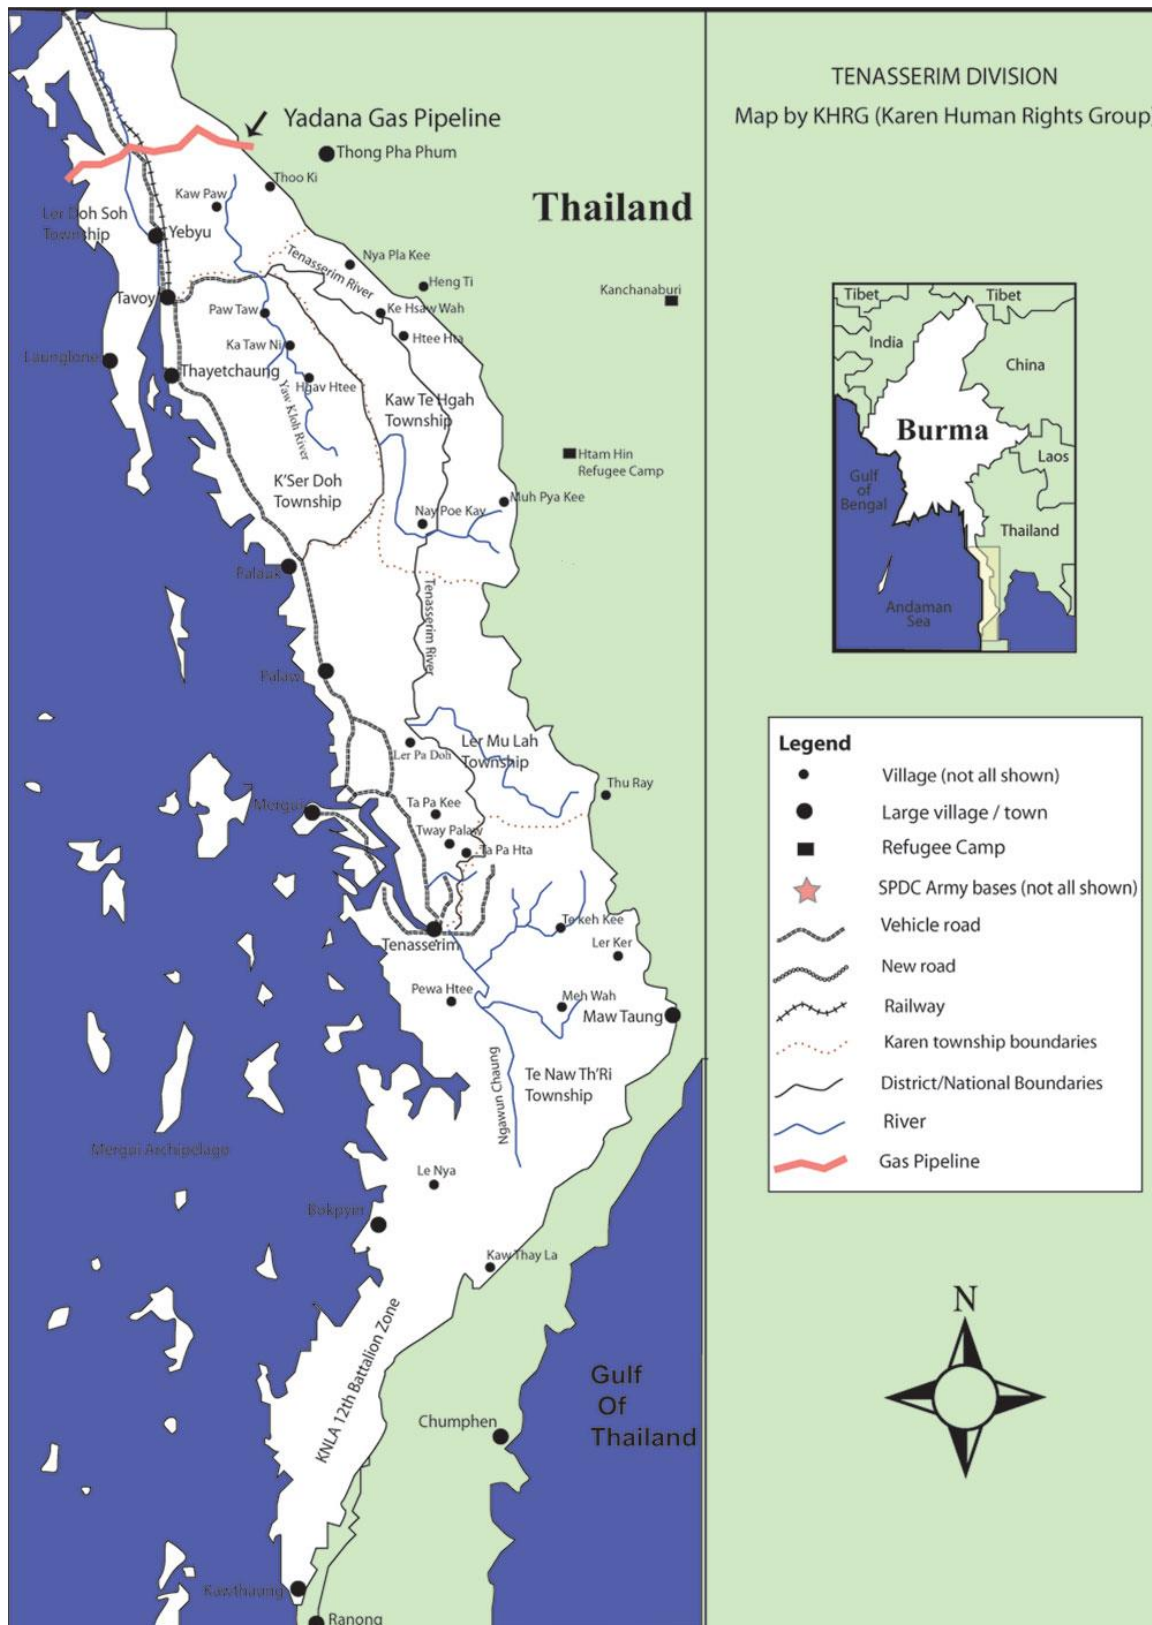 TENASSERIM DIVISION
Map by KHRG (Karen Human Rights Group)
Yadana Gas Pipeline
Thong Pha Phum
Thoo Ki
Kaw Paw
Thailand
Ler Doh Soh
Township
Yebyu
Tenasserim River
Nya Pla Kee
Heng Ti
Kanchanaburi
Tavoy
Paw Taw
Ke Hsaw Wah
Htee Hta
Ka Taw Ni
Launglone
Thayetchaung
Hgav Htee
Yaw Kloh River
Kaw Te Hgah
Township
Htam Hin
Refugee Camp
K'Ser Doh
Township
Muh Pya Kee
Nay Poe Kay
Palauk
Tenasserim River
Palaw
Ler Mu Lah
Township
Ler Pa Doh
Thu Ray
Mergui
Ta Pa Kee
Tway Palaw
Ta Pa Hta
Te keh Kee
Tenasserim
Ler Ker
Pewa Htee
Meh Wah
Maw Taung
Ngawun Chaung
Te Naw Th'Ri
Township
Mergui Archipelago
Le Nya
Bokpyin
Kaw Thay La
KNLA 12th Battalion Zone
Gulf
Of
Thailand
Chumphen
Kawthaung
Ranong
Tibet
Tibet
India
China
Burma
Laos
Gulf
of
Bengal
Thailand
Andaman
Sea
Legend
Village (not all shown)
Large village / town
Refugee Camp
SPDC Army bases (not all shown)
Vehicle road
New road
Railway
Karen township boundaries
District/National Boundaries
River
Gas Pipeline
N